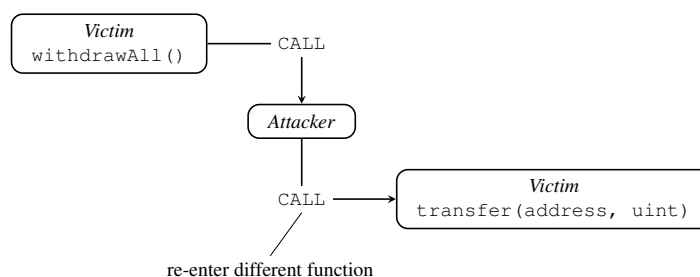 Victim
withdrawAll()
CALL
Attacker
CALL
Victim
transfer(address, uint)
re-enter different function